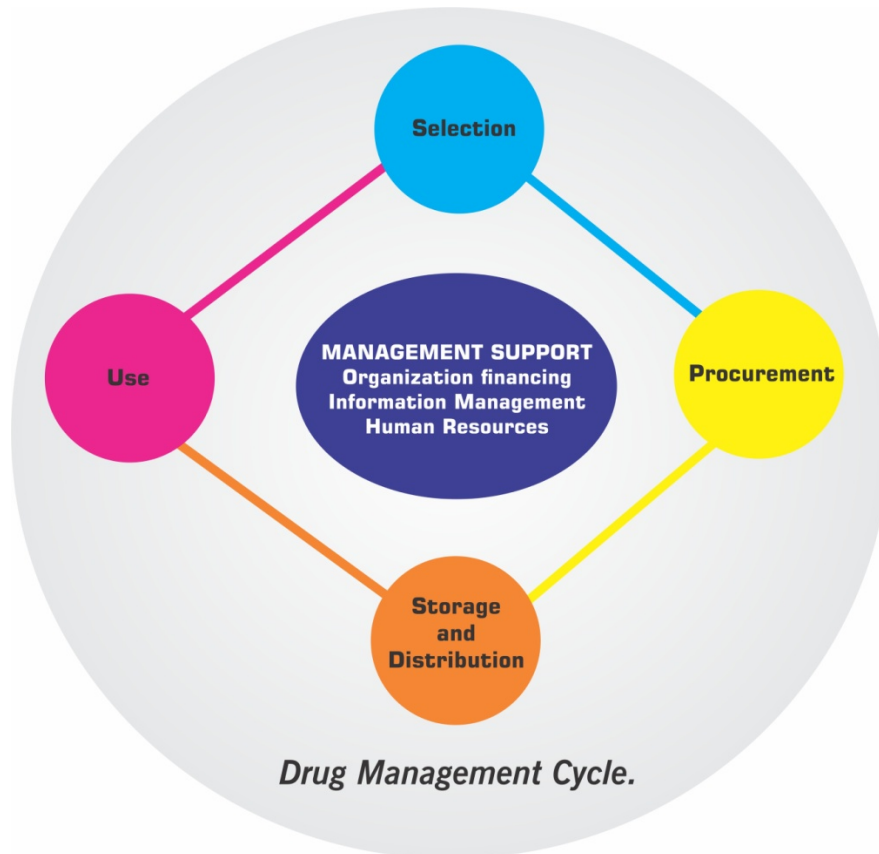 Selection
Use
MANAGEMENT SUPPORT
Organization financing
Information Management
Human Resources
Procurement
Storage
and
Distribution
Drug Management Cycle.